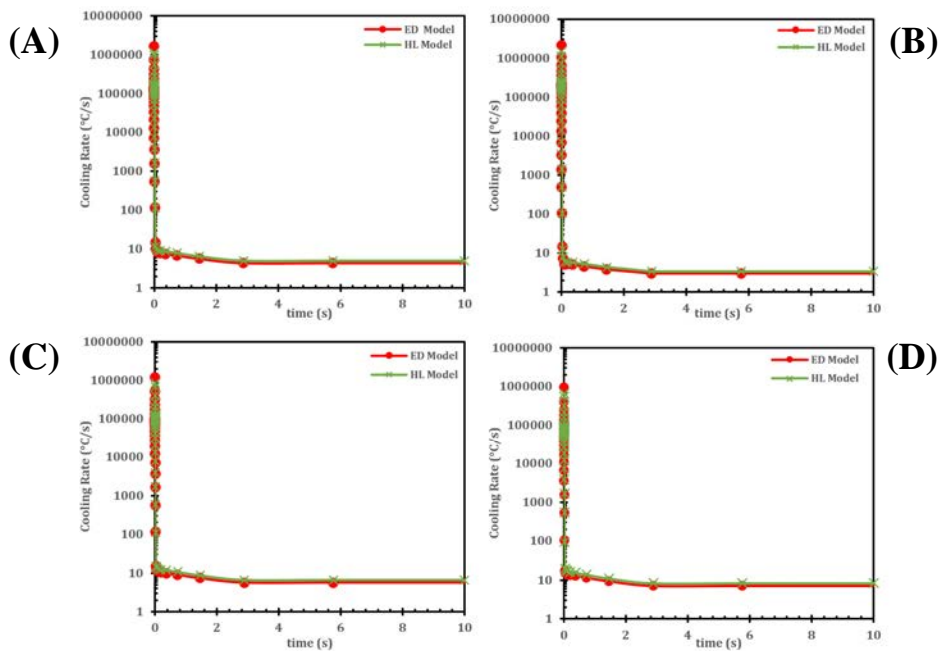 (A)
10000000
1000000
100000
10000
1000
100
10
1
Cooling Rate (°C/s)
ED Model
HL Model
0 2 4 6 8 10
time (s)
(B)
10000000
1000000
100000
10000
1000
100
10
1
Cooling Rate (°C/s)
ED Model
HL Model
0 2 4 6 8 10
time (s)
(C)
10000000
1000000
100000
10000
1000
100
10
1
Cooling Rate (°C/s)
ED Model
HL Model
0 2 4 6 8 10
time (s)
(D)
10000000
1000000
100000
10000
1000
100
10
1
Cooling Rate (°C/s)
ED Model
HL Model
0 2 4 6 8 10
time (s)